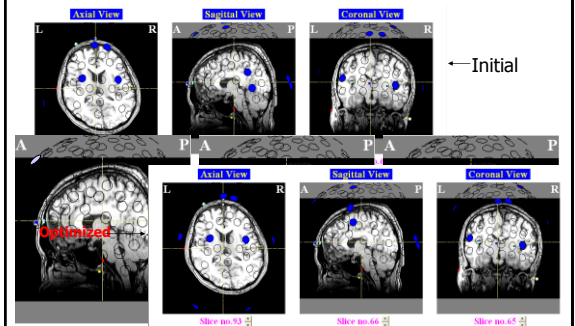 Axial View
Sagittal View
Coronal View
L R
A P
L R
Initial
A P
A P
A P
Axial View
Sagittal View
Coronal View
L R
A P
L R
Optimized
Slice no.93
Slice no.66
Slice no.65